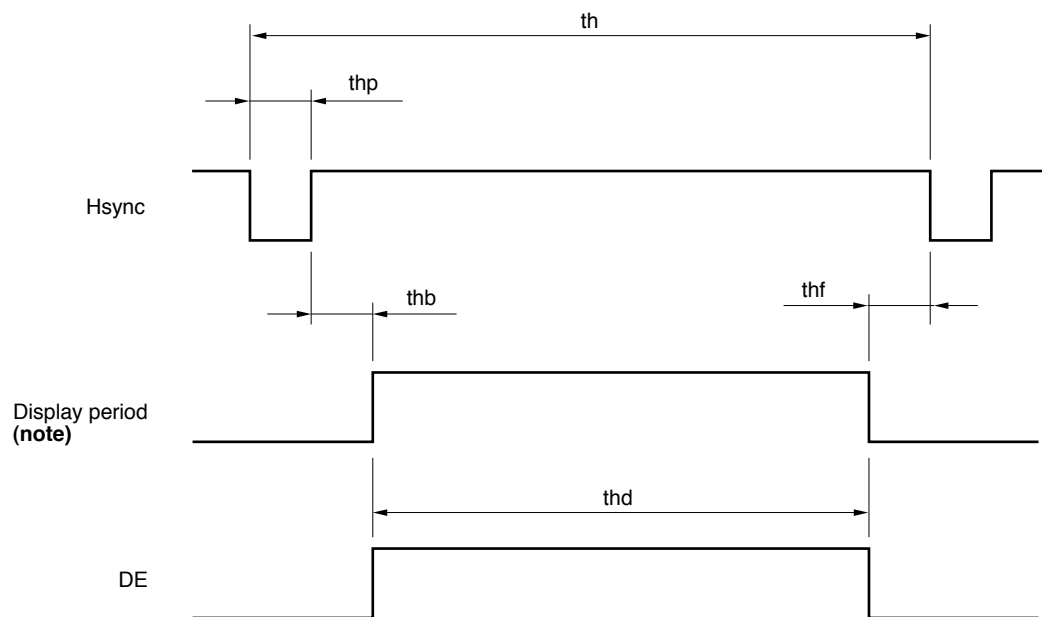 th
thp
Hsync
thb
thf
Display period
(note)
thd
DE